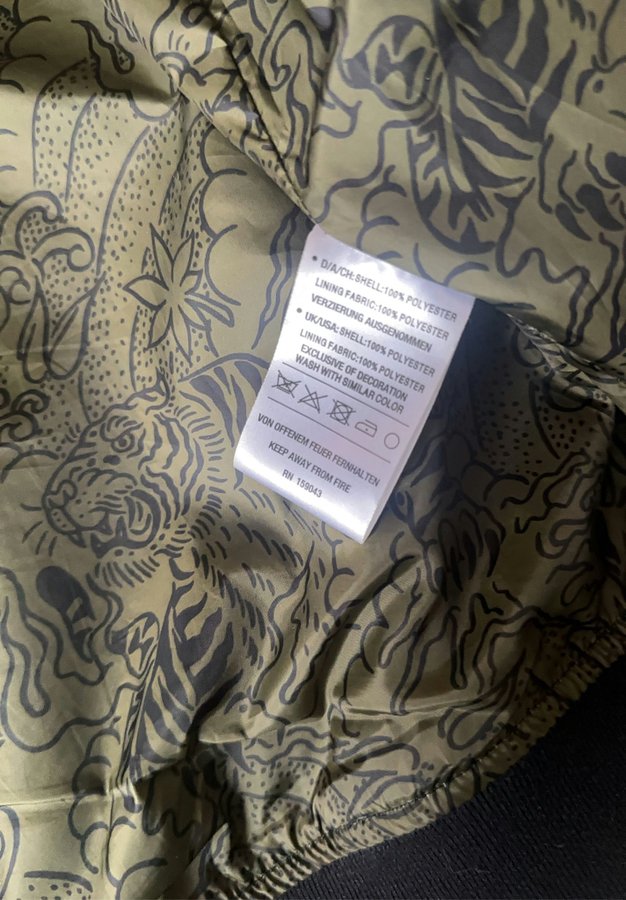 • D/A/CH:SHELL:100% POLYESTER
LINING FABRIC:100% POLYESTER
VERZIERUNG AUSGENOMMEN
• UK/USA:SHELL:100% POLYESTER
LINING FABRIC:100% POLYESTER
EXCLUSIVE OF DECORATION
WASH WITH SIMILAR COLOR
VON OFFENEM FEUER FERNHALTEN
KEEP AWAY FROM FIRE
RN 159043